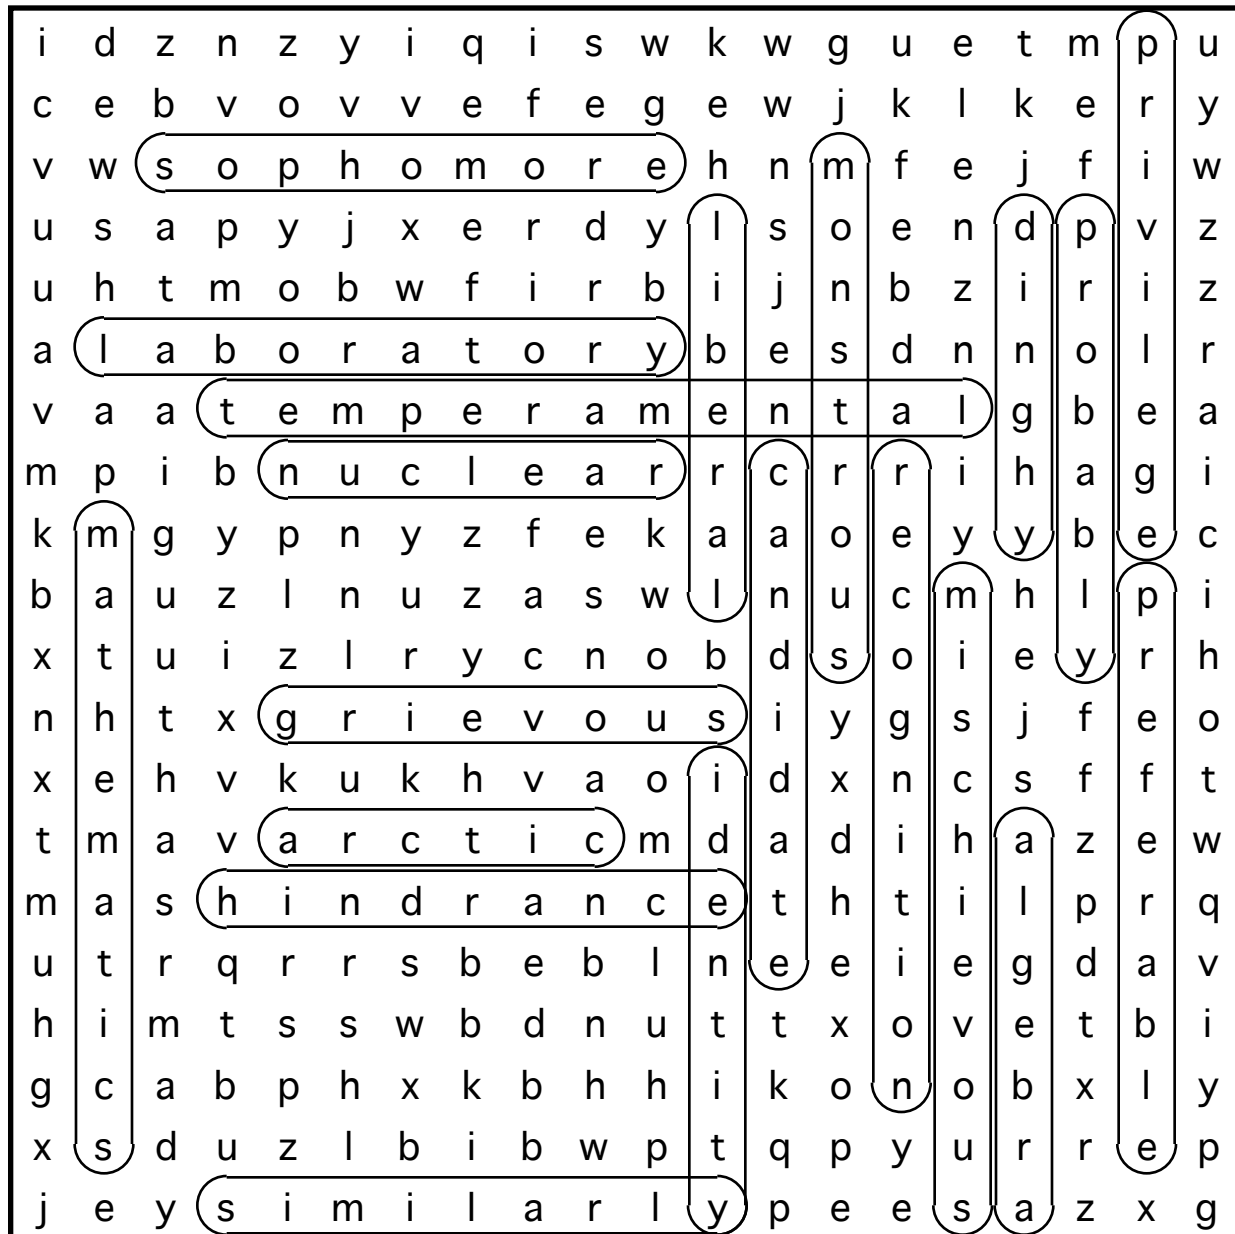 i d z n z y i q i s w k w g u e t m p u
c e b v o v v e f e g e w j k l k e r y
v w s o p h o m o r e h n m f e j f i w
u s a p y j x e r d y l s o e n d p v z
u h t m o b w f i r b i j n b z i r i z
a l a b o r a t o r y b e s d n n o l r
v a a t e m p e r a m e n t a l g b e a
m p i b n u c l e a r r c r r i h a g i
k m g y p n y z f e k a a o e y y b e c
b a u z l n u z a s w l n u c m h l p i
x t u i z l r y c n o b d s o i e y r h
n h t x g r i e v o u s i y g s j f e o
x e h v k u k h v a o i d x n c s f f t
t m a v a r c t i c m d a d i h a z e w
m a s h i n d r a n c e t h t i l p r q
u t r q r r s b e b l n e e i e g d a v
h i m t s s w b d n u t t x o v e t b i
g c a b p h x k b h h i k o n o b x l y
x s d u z l b i b w p t q p y u r r e p
j e y s i m i l a r l y p e e s a z x g